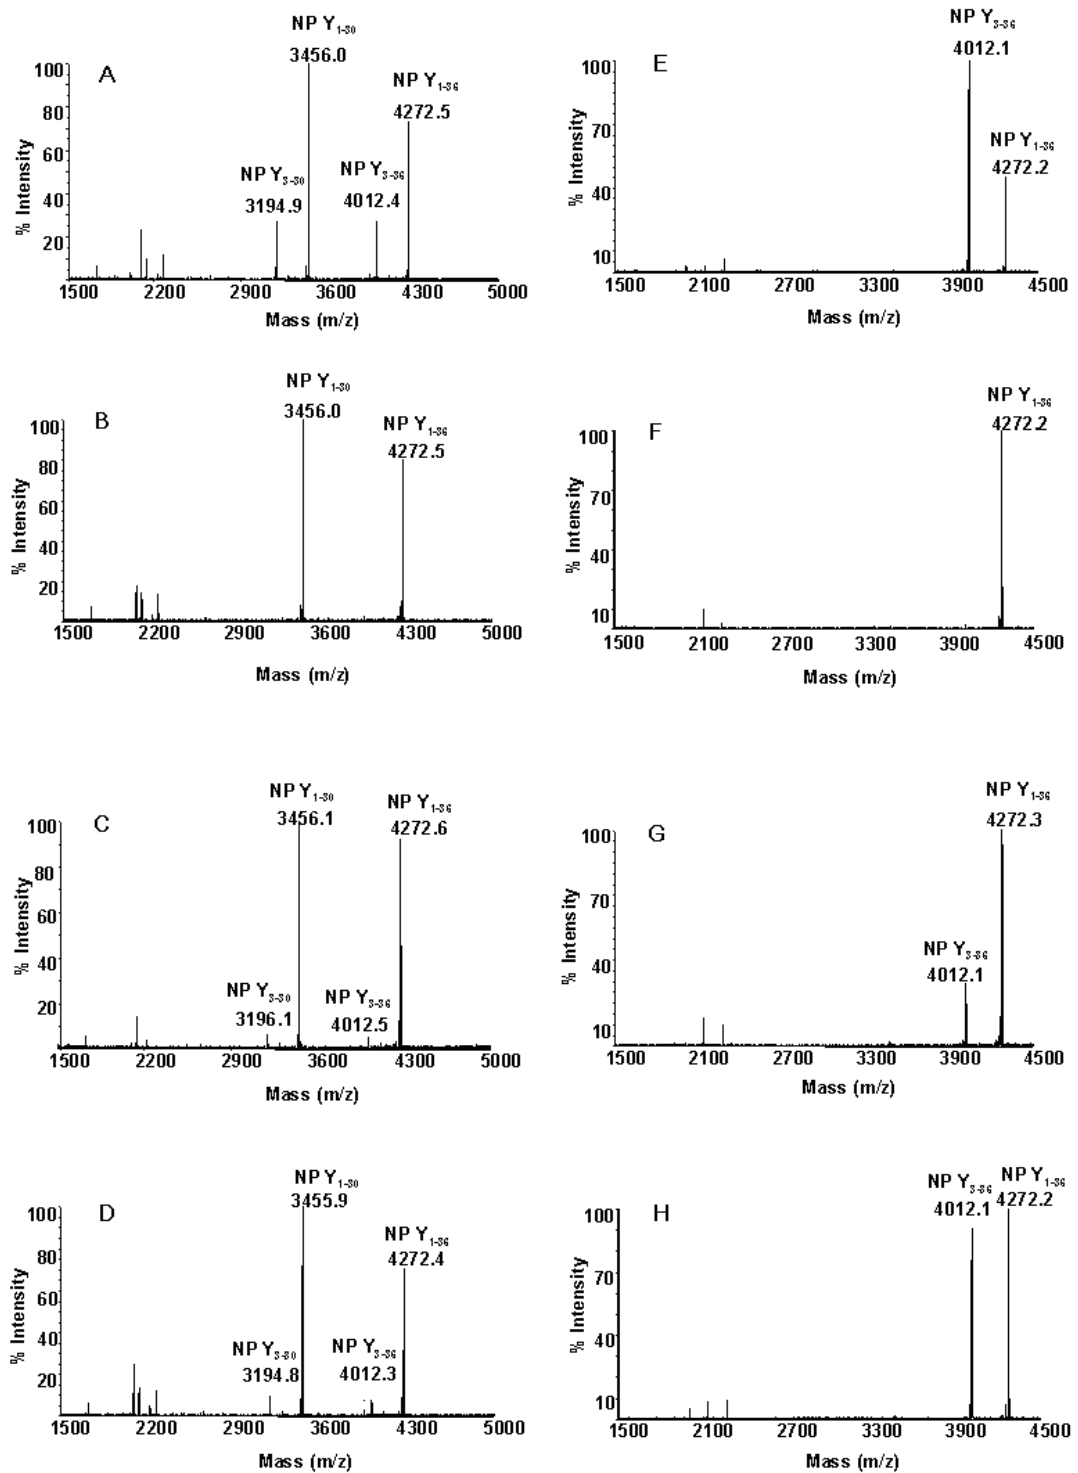 NPY1-30
3456.0
NPY1-36
4272.5
NPY3-30
3194.9
NPY3-36
4012.4
A
% Intensity
100
80
60
40
20
1500 2200 2900 3600 4300 5000
Mass (m/z)
NPY3-36
4012.1
NPY1-36
4272.2
E
% Intensity
100
70
40
10
1500 2100 2700 3300 3900 4500
Mass (m/z)
NPY1-30
3456.0
NPY1-36
4272.5
B
% Intensity
100
80
60
40
20
1500 2200 2900 3600 4300 5000
Mass (m/z)
NPY1-36
4272.2
F
% Intensity
100
70
40
10
1500 2100 2700 3300 3900 4500
Mass (m/z)
NPY1-30
3456.1
NPY1-36
4272.6
NPY3-30
3196.1
NPY3-36
4012.5
C
% Intensity
100
80
60
40
20
1500 2200 2900 3600 4300 5000
Mass (m/z)
NPY1-36
4272.3
NPY3-36
4012.1
G
% Intensity
100
70
40
10
1500 2100 2700 3300 3900 4500
Mass (m/z)
NPY1-30
3455.9
NPY1-36
4272.4
NPY3-30
3194.8
NPY3-36
4012.3
D
% Intensity
100
80
60
40
20
1500 2200 2900 3600 4300 5000
Mass (m/z)
NPY3-36
4012.1
NPY1-36
4272.2
H
% Intensity
100
70
40
10
1500 2100 2700 3300 3900 4500
Mass (m/z)